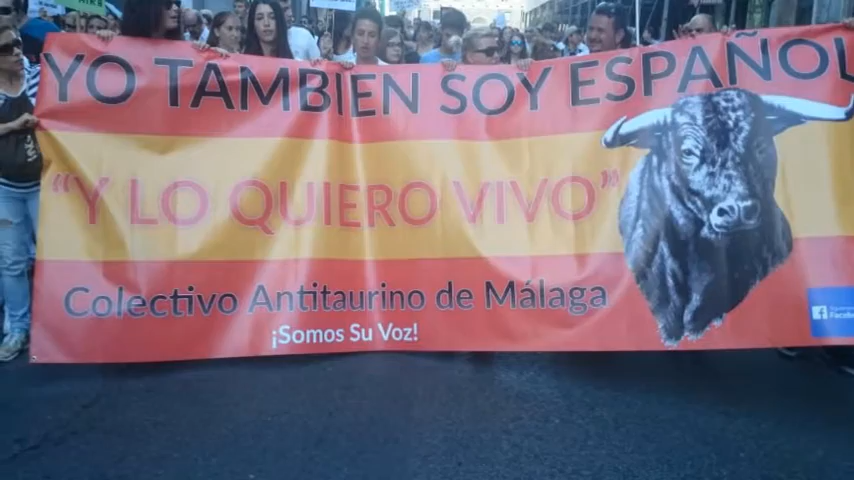 YO TAMBIEN SOY ESPAÑOL
"Y LO QUIERO VIVO"
Colectivo Antitaurino de Málaga
¡Somos Su Voz!